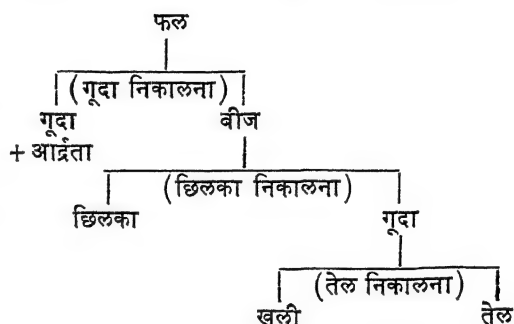 फल
(गूदा निकालना)
गूदा बीज
+ आर्द्रता
(छिलका निकालना)
छिलका गूदा
(तेल निकालना)
खली तेल